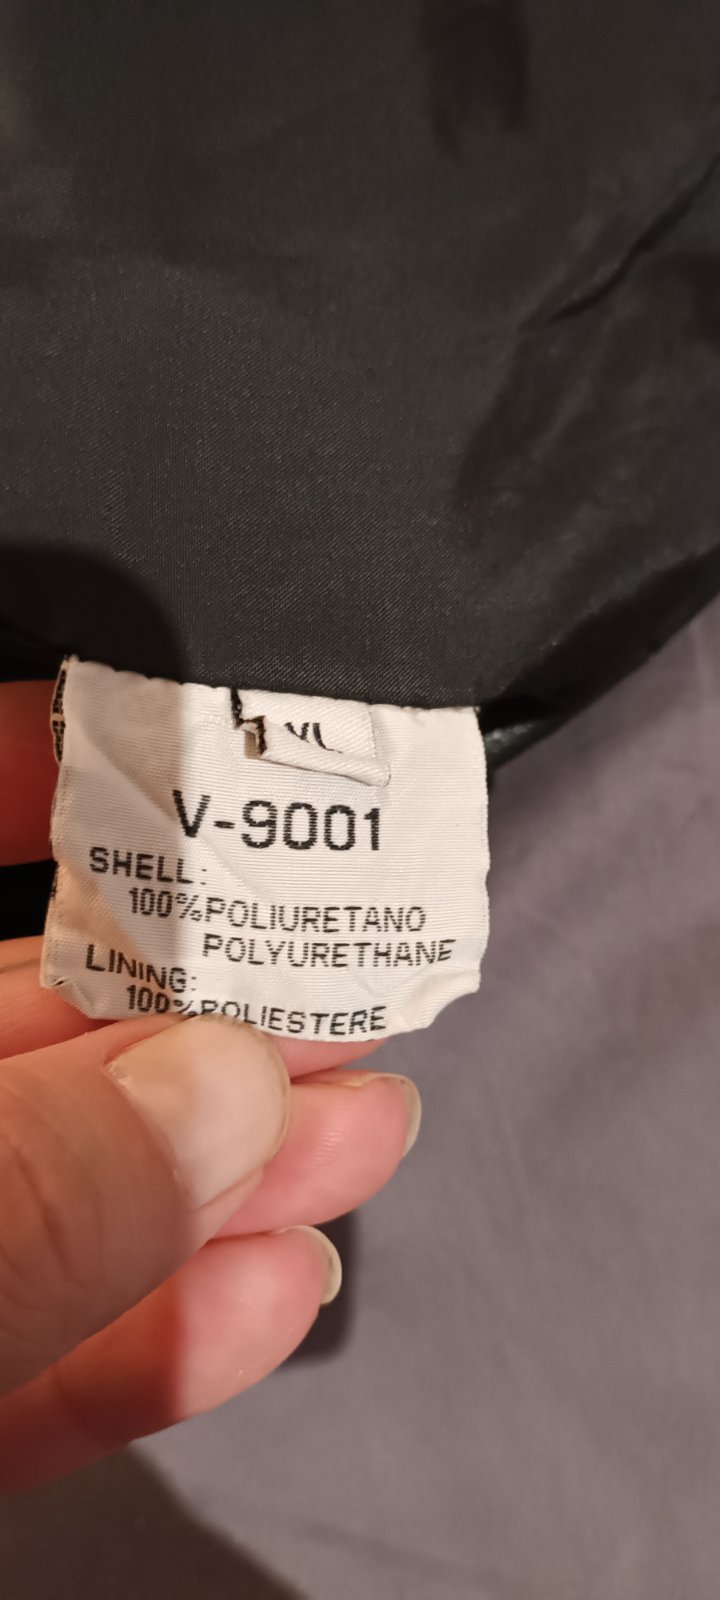 V-9001
SHELL:
100%POLIURETANO
POLYURETHANE
LINING:
100%POLIESTERE